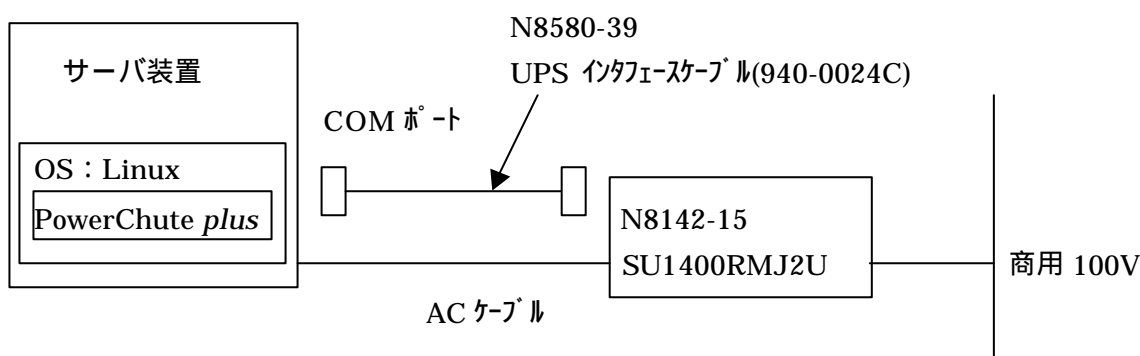 N8580-39
サーバ装置
UPS ｲﾝﾀﾌｪｰｽｹｰﾌﾞﾙ(940-0024C)
COM ﾎﾟｰﾄ
OS：Linux
PowerChute plus
N8142-15
SU1400RMJ2U
商用 100V
AC ｹｰﾌﾞﾙ